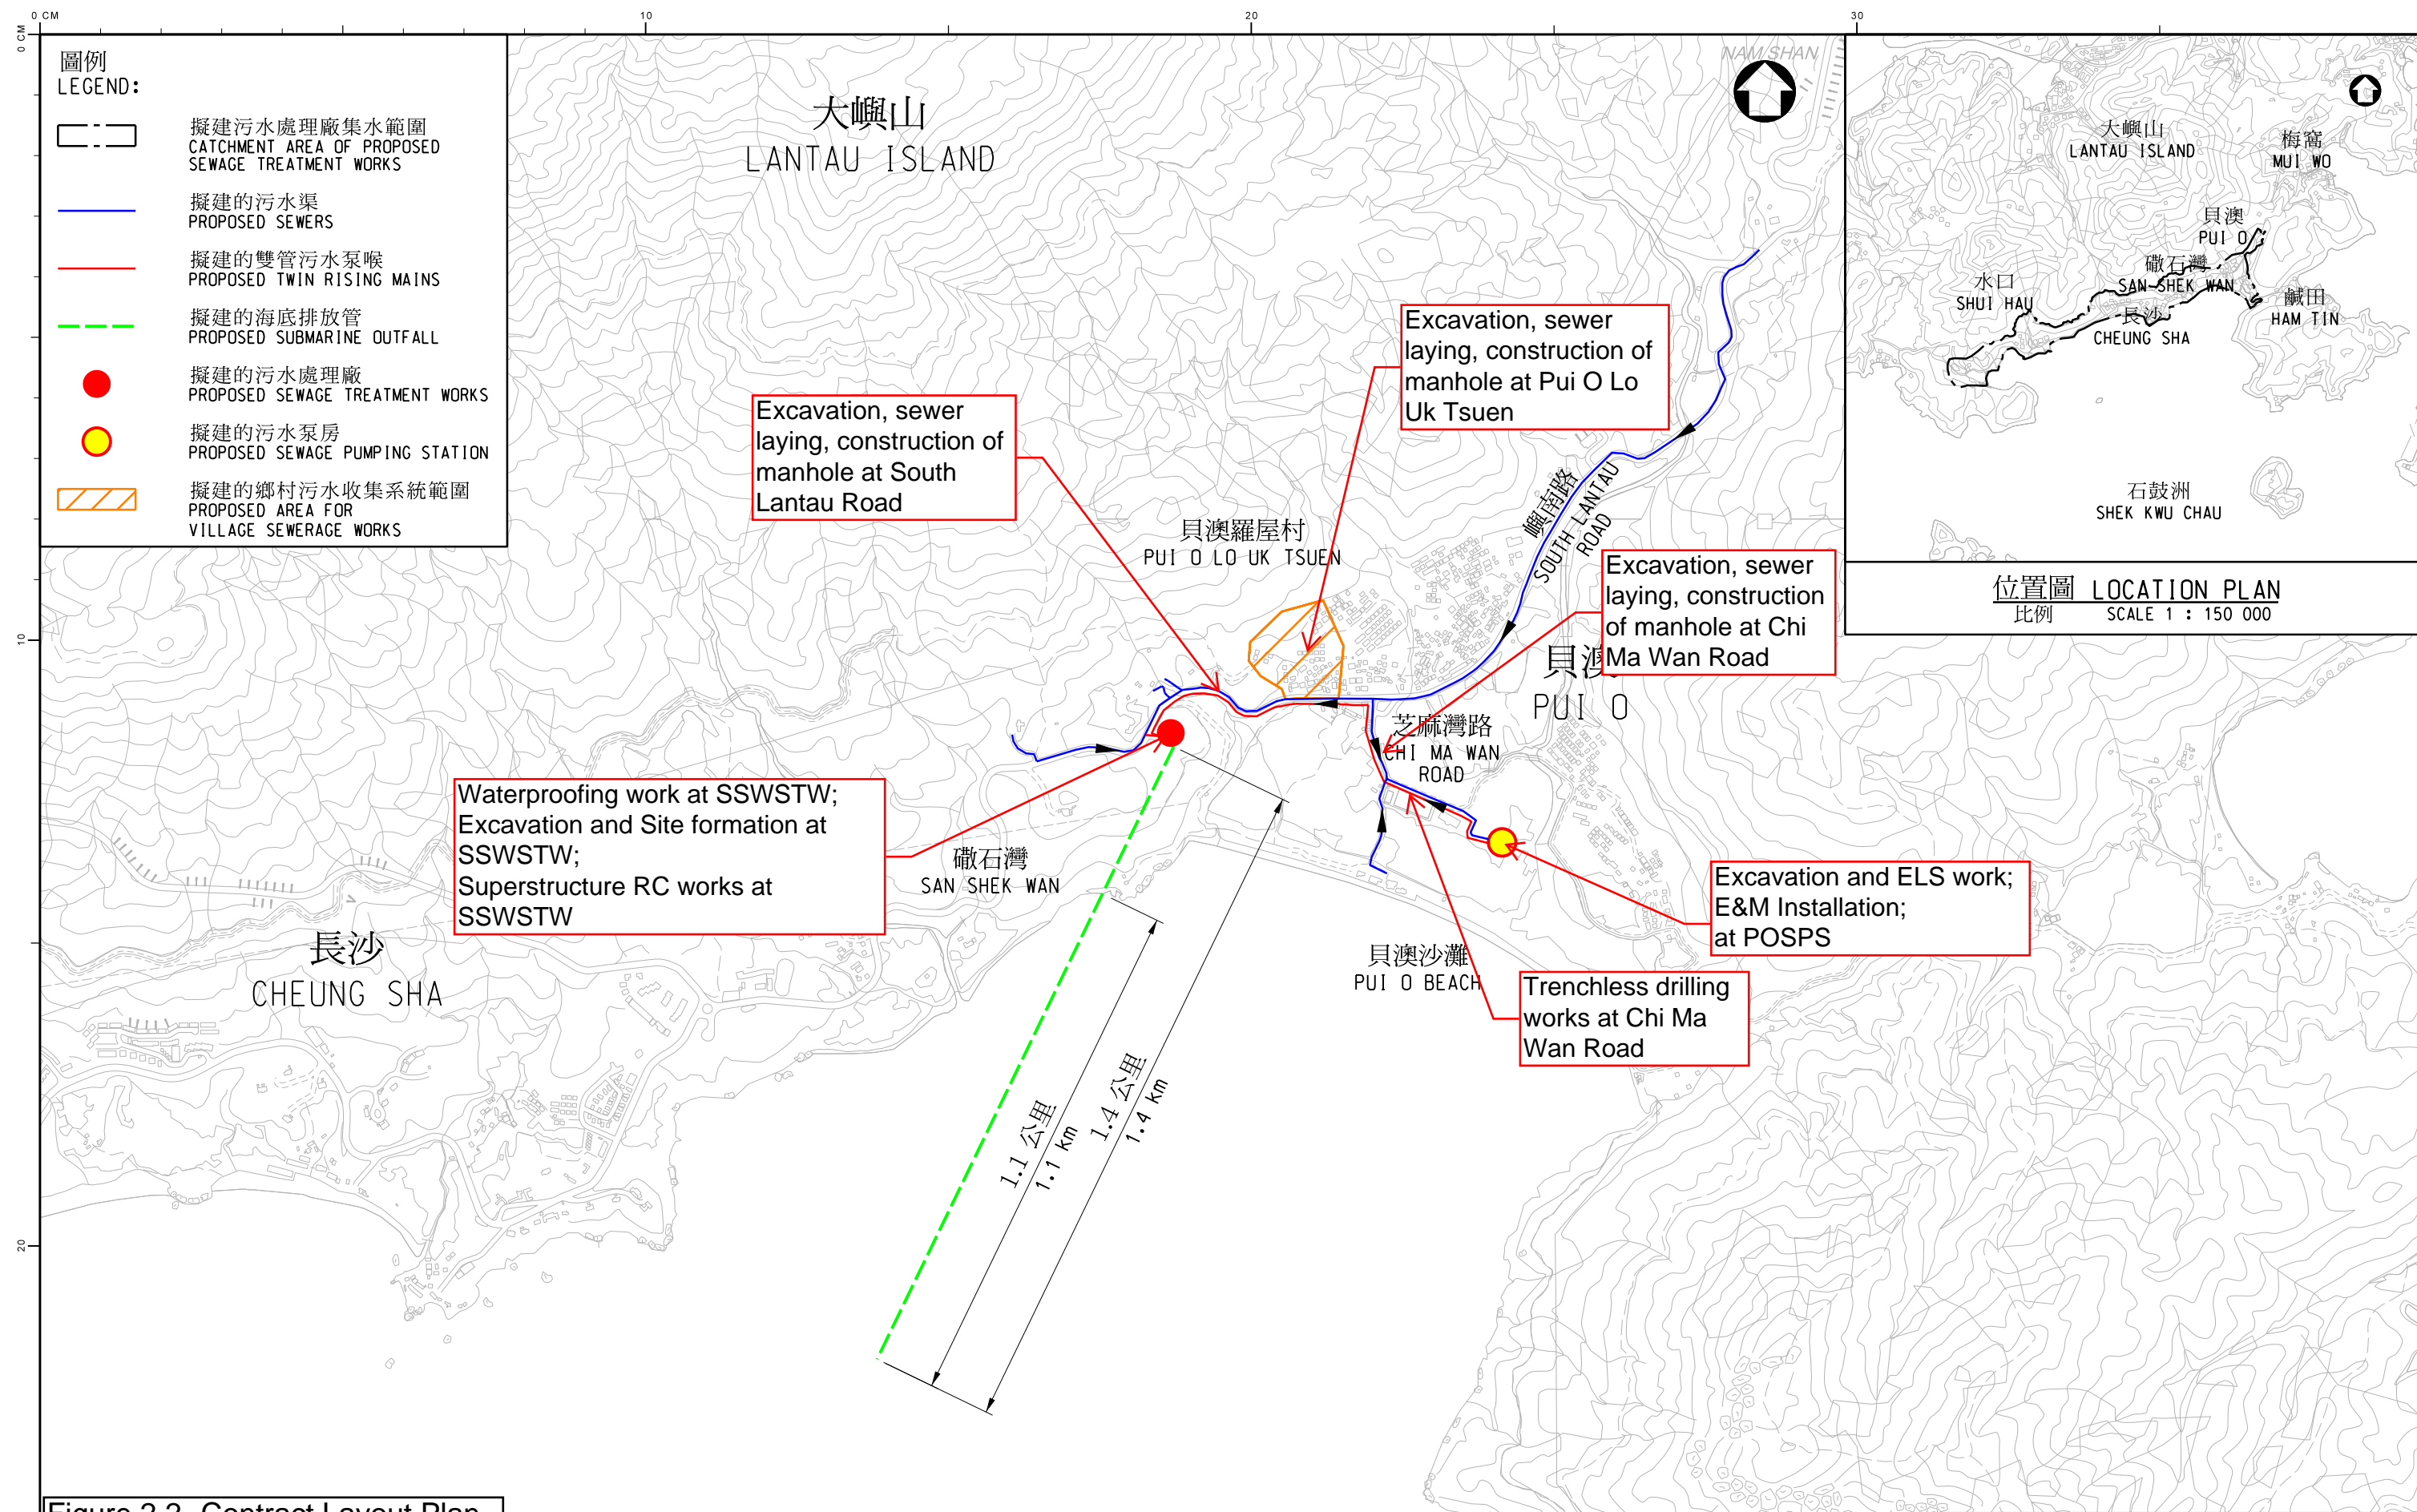 0 CM
10
20
30
0 CM
10
20
圖例
LEGEND:
擬建污水處理廠集水範圍
CATCHMENT AREA OF PROPOSED
SEWAGE TREATMENT WORKS
擬建的污水渠
PROPOSED SEWERS
擬建的雙管污水泵喉
PROPOSED TWIN RISING MAINS
擬建的海底排放管
PROPOSED SUBMARINE OUTFALL
擬建的污水處理廠
PROPOSED SEWAGE TREATMENT WORKS
擬建的污水泵房
PROPOSED SEWAGE PUMPING STATION
擬建的鄉村污水收集系統範圍
PROPOSED AREA FOR
VILLAGE SEWERAGE WORKS
大嶼山
LANTAU ISLAND
NAM SHAN
大嶼山
LANTAU ISLAND
梅窩
MUI WO
貝澳
PUI O
磡石灣
SAN SHEK WAN
水口
SHUI HAU
鹹田
HAM TIN
長沙
CHEUNG SHA
石鼓洲
SHEK KWU CHAU
位置圖 LOCATION PLAN
比例 SCALE 1 : 150 000
Excavation, sewer
laying, construction of
manhole at Pui O Lo
Uk Tsuen
Excavation, sewer
laying, construction of
manhole at South
Lantau Road
貝澳羅屋村
PUI O LO UK TSUEN
嶼南路
SOUTH LANTAU
ROAD
Excavation, sewer
laying, construction
of manhole at Chi
Ma Wan Road
貝澳
PUI O
芝麻灣路
CHI MA WAN
ROAD
Waterproofing work at SSWSTW;
Excavation and Site formation at
SSWSTW;
Superstructure RC works at
SSWSTW
磡石灣
SAN SHEK WAN
Excavation and ELS work;
E&M Installation;
at POSPS
長沙
CHEUNG SHA
貝澳沙灘
PUI O BEACH
Trenchless drilling
works at Chi Ma
Wan Road
1.1 公里
1.1 km
1.4 公里
1.4 km
Figure 2.2 Contract Layout Plan